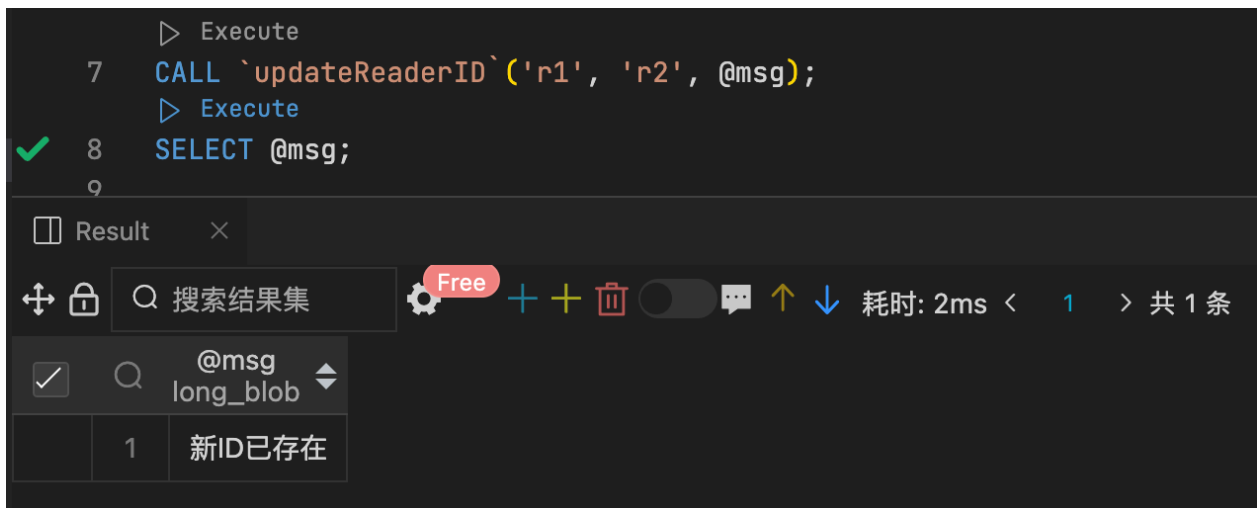 Execute
7 CALL `updateReaderID`('r1', 'r2', @msg);
Execute
8 SELECT @msg;
9
Result
搜索结果集 Free 耗时: 2ms < 1 > 共 1 条
@msg
long_blob
1 新ID已存在